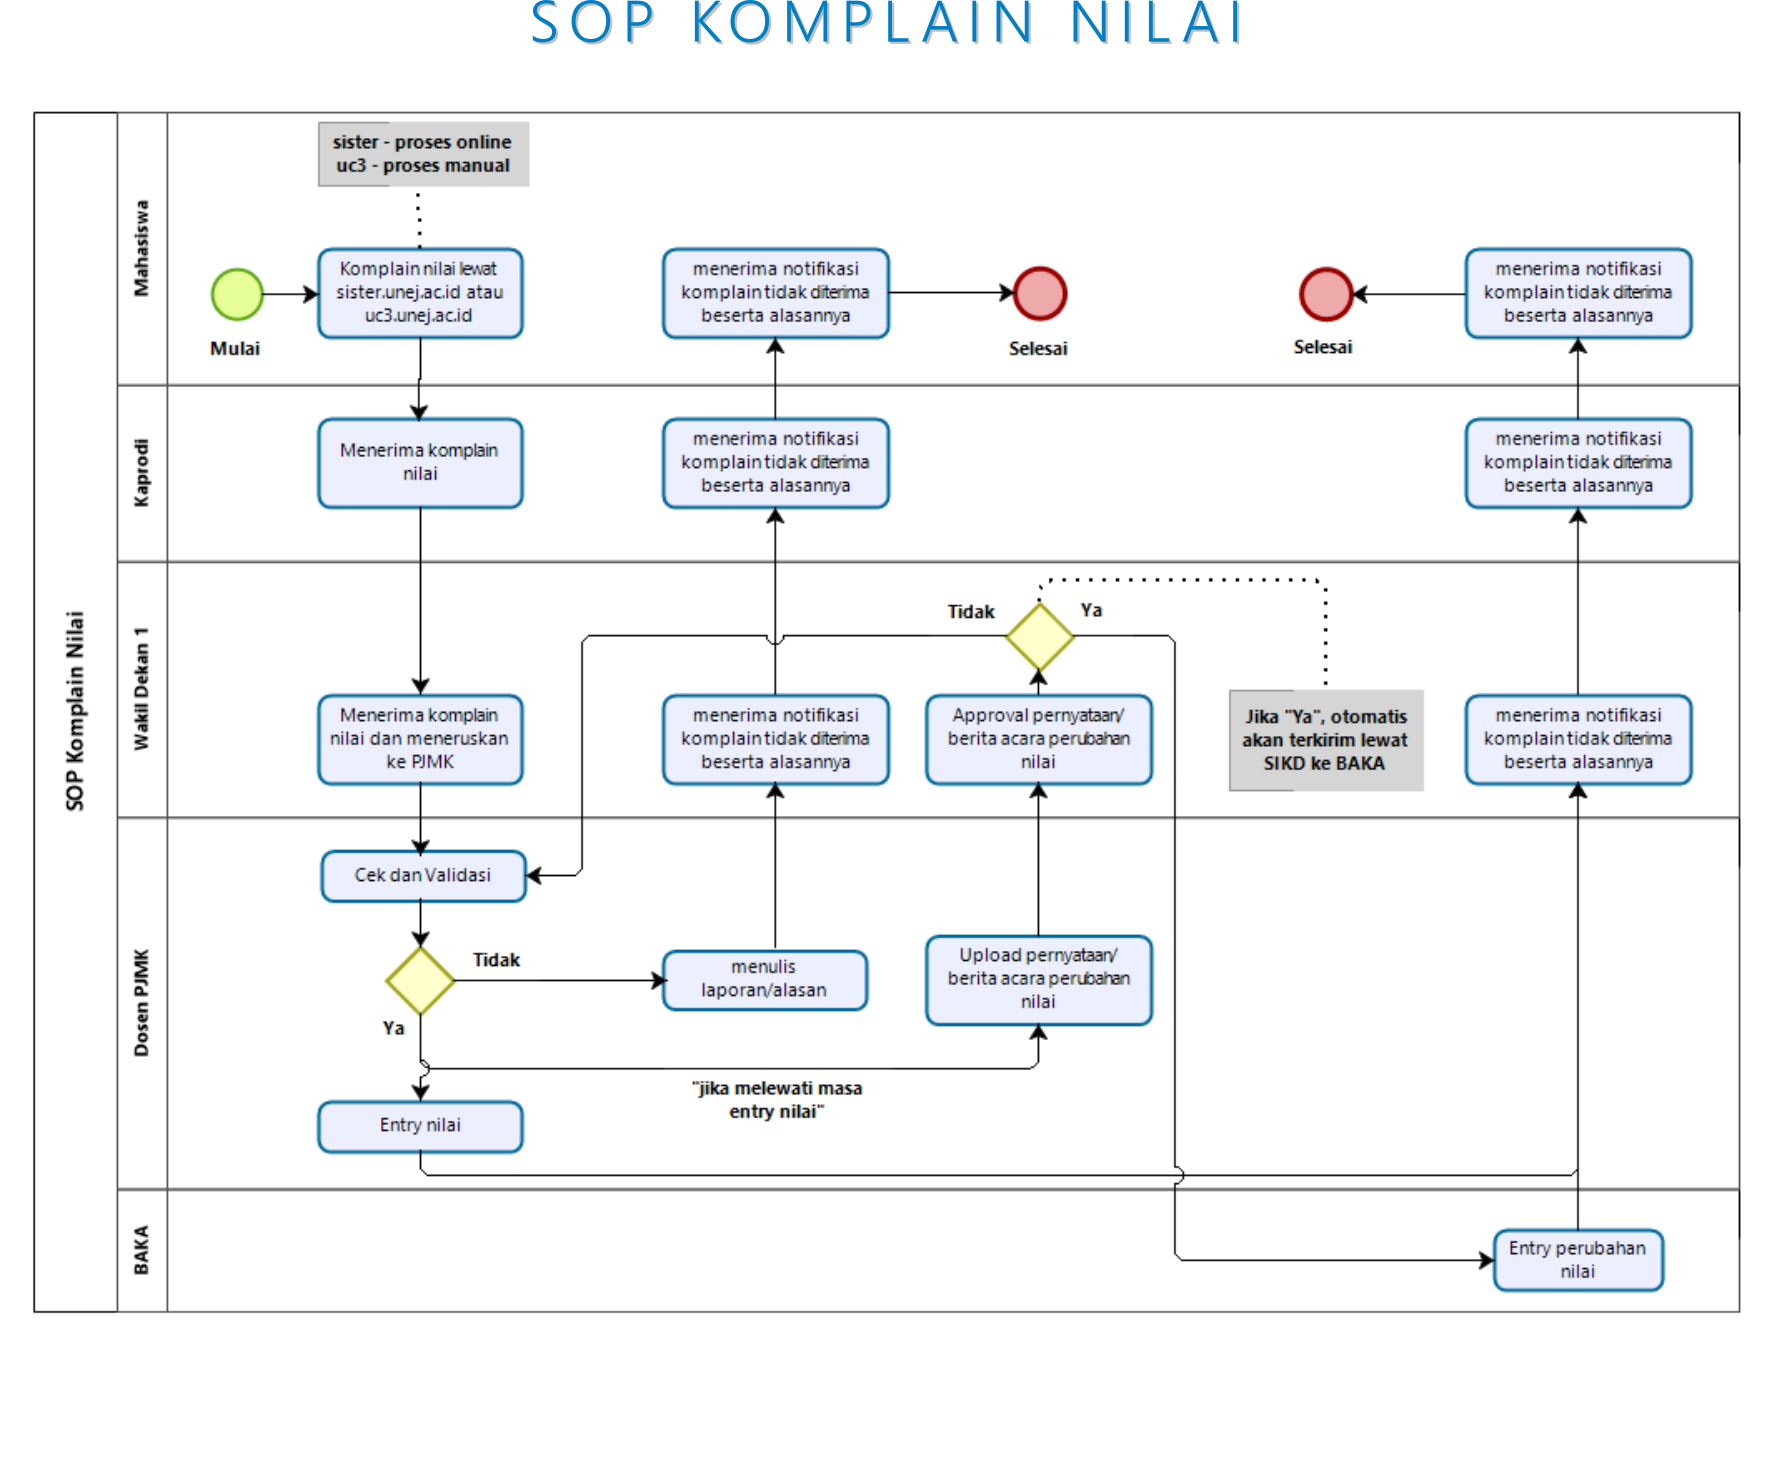 SOP KOMPLAIN NILAI
SOP Komplain Nilai
Mahasiswa
sister - proses online
uc3 - proses manual
Mulai
Komplain nilai lewat
sister.unej.ac.id atau
uc3.unej.ac.id
menerima notifikasi
komplain tidak diterima
beserta alasannya
Selesai
Selesai
menerima notifikasi
komplain tidak diterima
beserta alasannya
Kaprodi
Menerima komplain
nilai
menerima notifikasi
komplain tidak diterima
beserta alasannya
menerima notifikasi
komplain tidak diterima
beserta alasannya
Wakil Dekan 1
Tidak
Ya
Menerima komplain
nilai dan meneruskan
ke PJMK
menerima notifikasi
komplain tidak diterima
beserta alasannya
Approval pernyataan/
berita acara perubahan
nilai
Jika "Ya", otomatis
akan terkirim lewat
SIKD ke BAKA
menerima notifikasi
komplain tidak diterima
beserta alasannya
Dosen PJMK
Cek dan Validasi
Tidak
Ya
menulis
laporan/alasan
Upload pernyataan/
berita acara perubahan
nilai
"jika melewati masa
entry nilai"
Entry nilai
BAKA
Entry perubahan
nilai